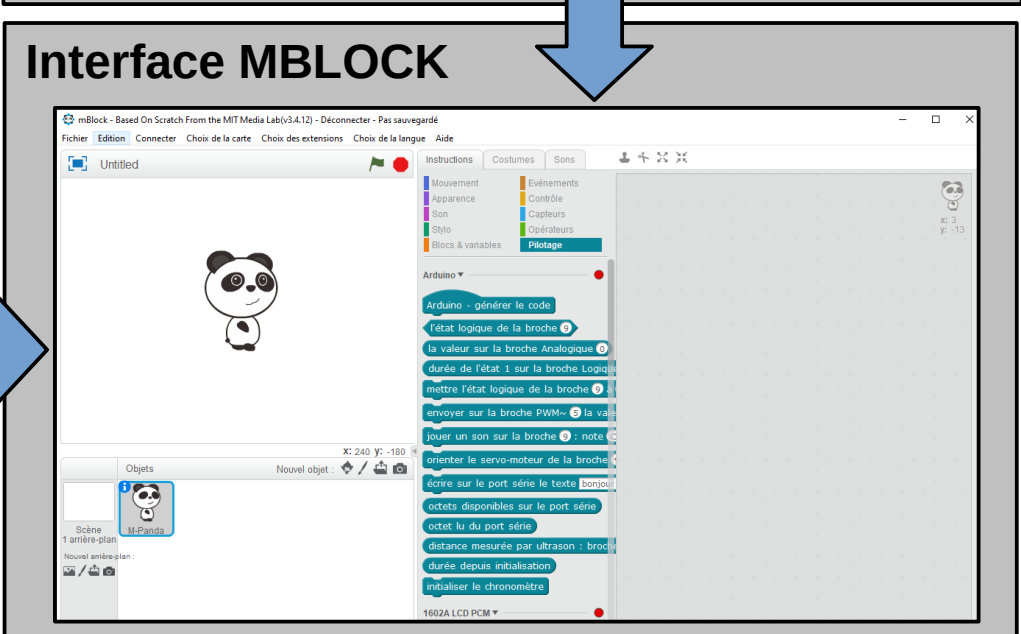 Interface MBLOCK
mBlock - Based On Scratch From the MIT Media Lab(v3.4.12) - Déconnecter - Pas sauvegardé
Fichier Edition Connecter Choix de la carte Choix des extensions Choix de la langue Aide
Untitled
Instructions Costumes Sons
Mouvement Evénements
Apparence Contrôle
Son Capteurs
Stylo Opérateurs
Blocs & variables Pilotage
x: 3
y: -13
Arduino
Arduino - générer le code
l'état logique de la broche 9
la valeur sur la broche Analogique 0
durée de l'état 1 sur la broche Logique
mettre l'état logique de la broche 9 à
envoyer sur la broche PWM~ 5 la vale
jouer un son sur la broche 9 : note
orienter le servo-moteur de la broche
écrire sur le port série le texte bonjour
octets disponibles sur le port série
octet lu du port série
distance mesurée par ultrason : broche
durée depuis initialisation
initialiser le chronomètre
1602A LCD PCM
X: 240 y: -180
Objets Nouvel objet :
Scène
1 arrière-plan
M-Panda
Nouvel arrière-plan :